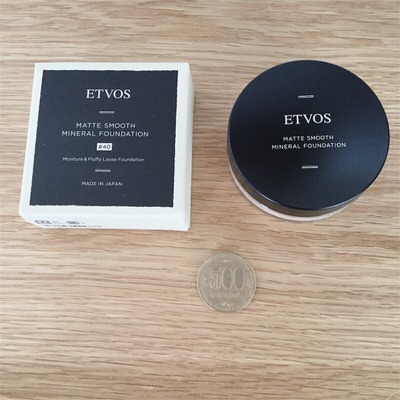 ETVOS
MATTE SMOOTH
MINERAL FOUNDATION
#40
Moisture & Fluffy Loose Foundation
MADE IN JAPAN
ETVOS
MATTE SMOOTH
MINERAL FOUNDATION
500